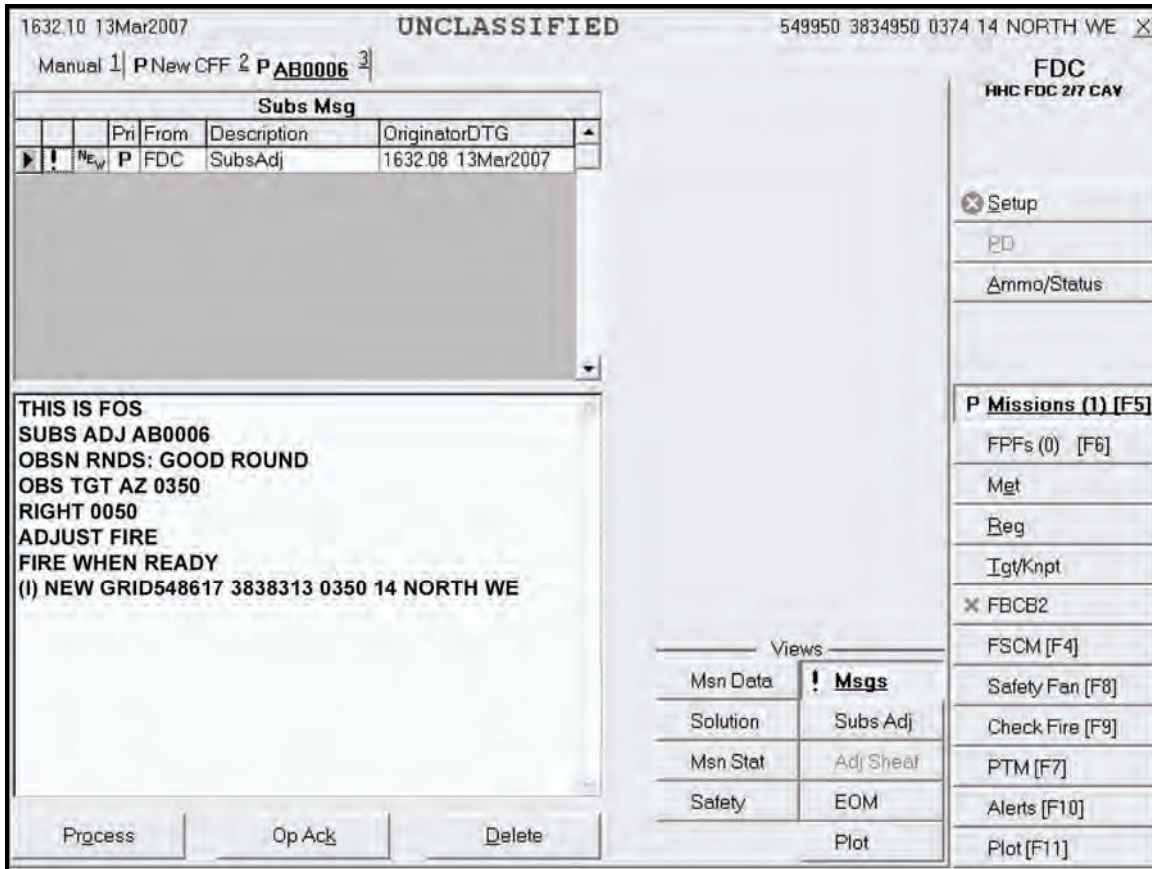 1632.10 13Mar2007 UNCLASSIFIED 549950 3834950 0374 14 NORTH WE X
Manual 1 P New CFF 2 P AB0006 3
FDC
HHC FDC 2/7 CAV
Subs Msg
Pri From Description OriginatorDTG
! NEW P FDC SubsAdj 1632.08 13Mar2007
Setup
PD
Ammo/Status
THIS IS FOS
SUBS ADJ AB0006
OBSN RNDS: GOOD ROUND
OBS TGT AZ 0350
RIGHT 0050
ADJUST FIRE
FIRE WHEN READY
(I) NEW GRID548617 3838313 0350 14 NORTH WE
P Missions (1) [F5]
FPFs (0) [F6]
Met
Reg
Tgt/Knpt
FBCB2
FSCM [F4]
Safety Fan [F8]
Check Fire [F9]
PTM [F7]
Alerts [F10]
Plot [F11]
Views
Msn Data ! Msgs
Solution Subs Adj
Msn Stat Adj Sheaf
Safety EOM
Plot
Process Op Ack Delete